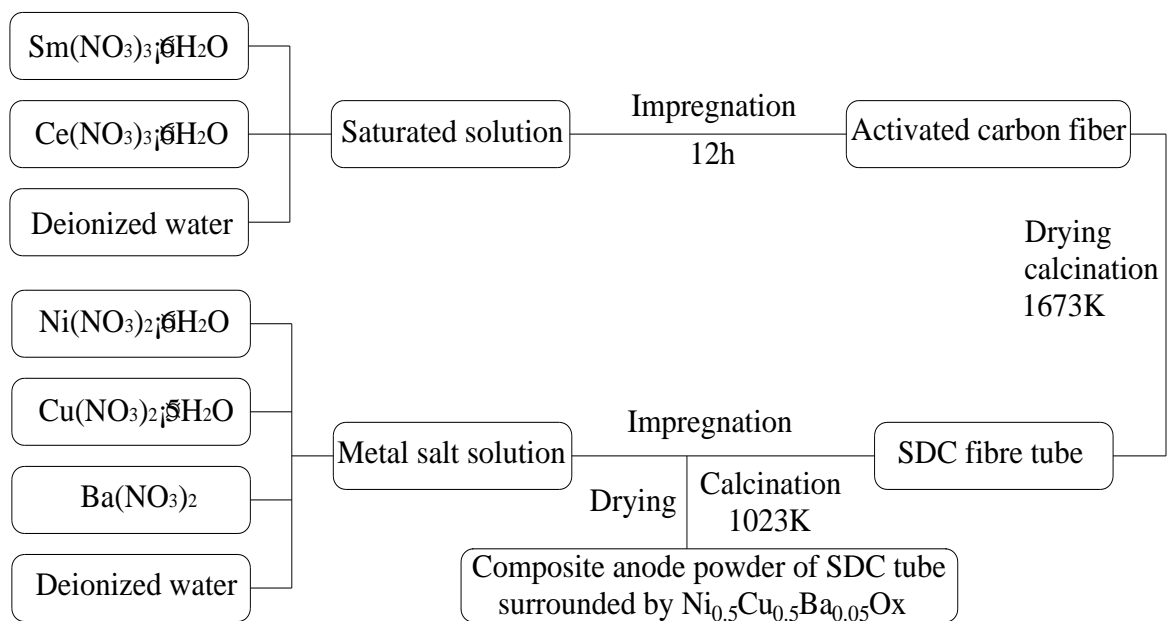 Sm(NO₃)₃¡¤6H₂O
Ce(NO₃)₃¡¤6H₂O
Deionized water
Saturated solution
Impregnation
12h
Activated carbon fiber
Drying
calcination
1673K
Ni(NO₃)₂¡¤6H₂O
Cu(NO₃)₂¡¤5H₂O
Ba(NO₃)₂
Deionized water
Metal salt solution
Impregnation
SDC fibre tube
Drying
Calcination
1023K
Composite anode powder of SDC tube
surrounded by Ni₀.₅Cu₀.₅Ba₀.₀₅Ox